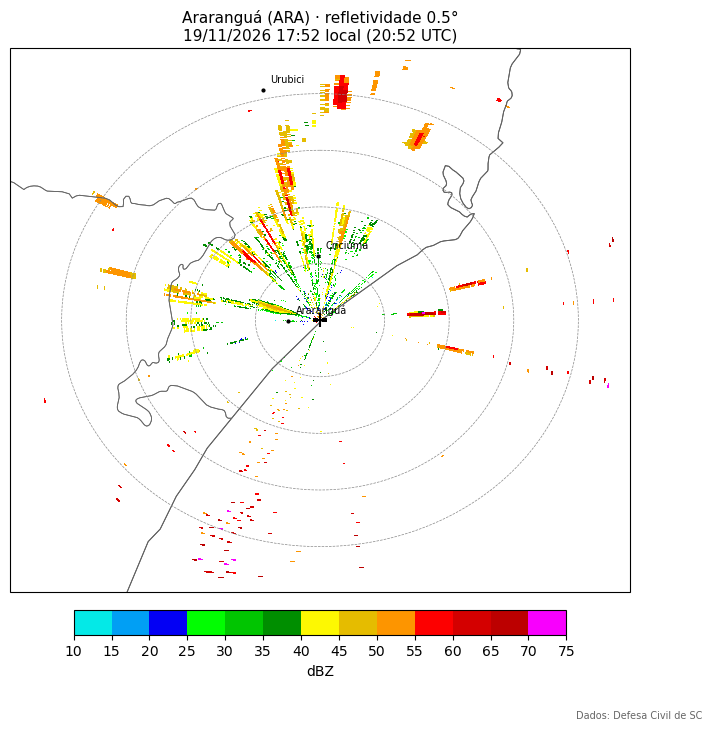 Araranguá (ARA) · refletividade 0.5°
19/11/2026 17:52 local (20:52 UTC)
Urubici
Criciúma
Araranguá
10 15 20 25 30 35 40 45 50 55 60 65 70 75
dBZ
Dados: Defesa Civil de SC